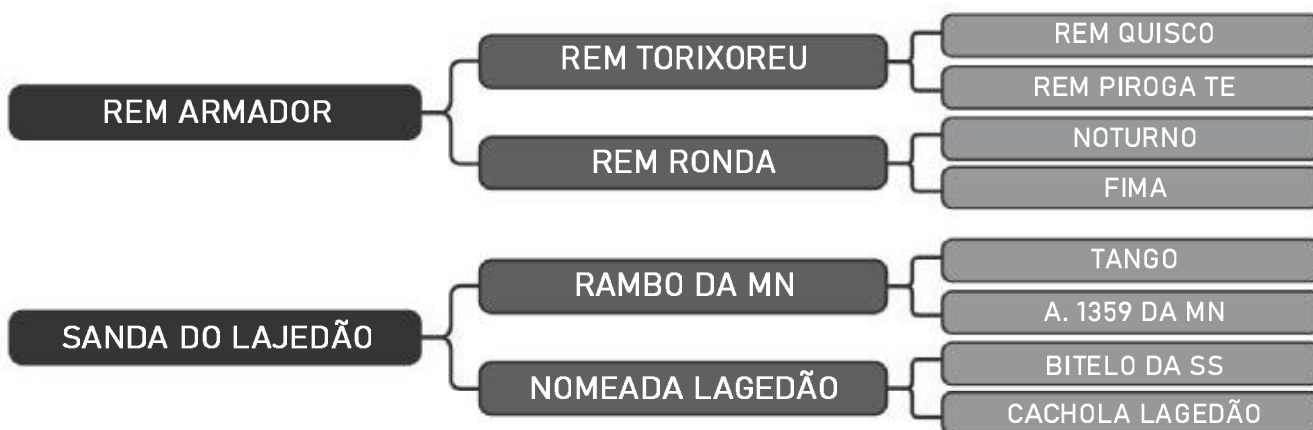 REM ARMADOR
REM TORIXOREU
REM QUISCO
REM PIROGA TE
REM RONDA
NOTURNO
FIMA
SANDA DO LAJEDÃO
RAMBO DA MN
TANGO
A. 1359 DA MN
NOMEADA LAGEDÃO
BITELO DA SS
CACHOLA LAGEDÃO